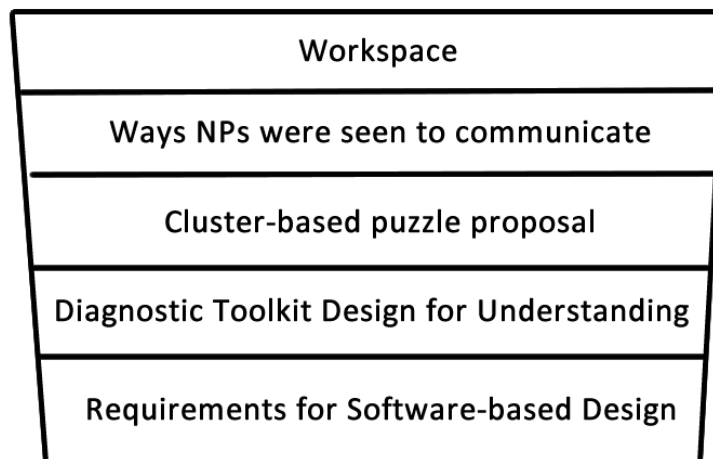 Workspace
Ways NPs were seen to communicate
Cluster-based puzzle proposal
Diagnostic Toolkit Design for Understanding
Requirements for Software-based Design